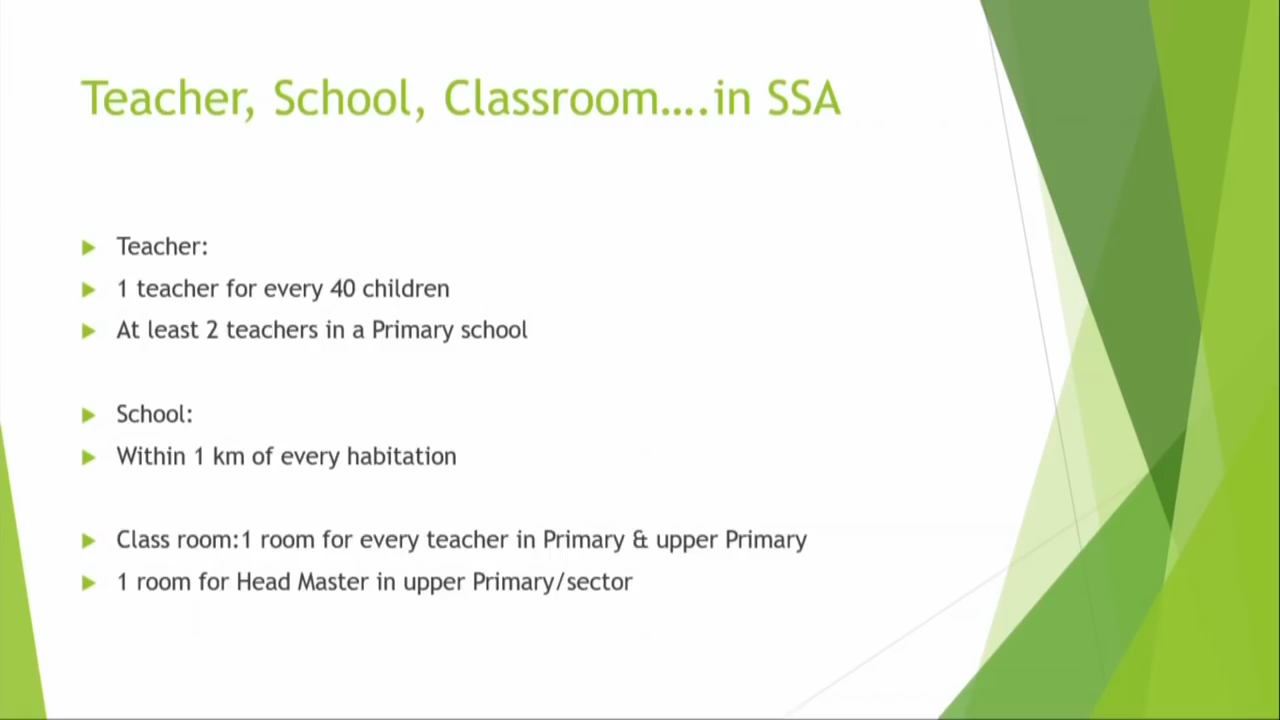 Teacher, School, Classroom....in SSA
Teacher:
1 teacher for every 40 children
At least 2 teachers in a Primary school
School:
Within 1 km of every habitation
Class room:1 room for every teacher in Primary & upper Primary
1 room for Head Master in upper Primary/sector